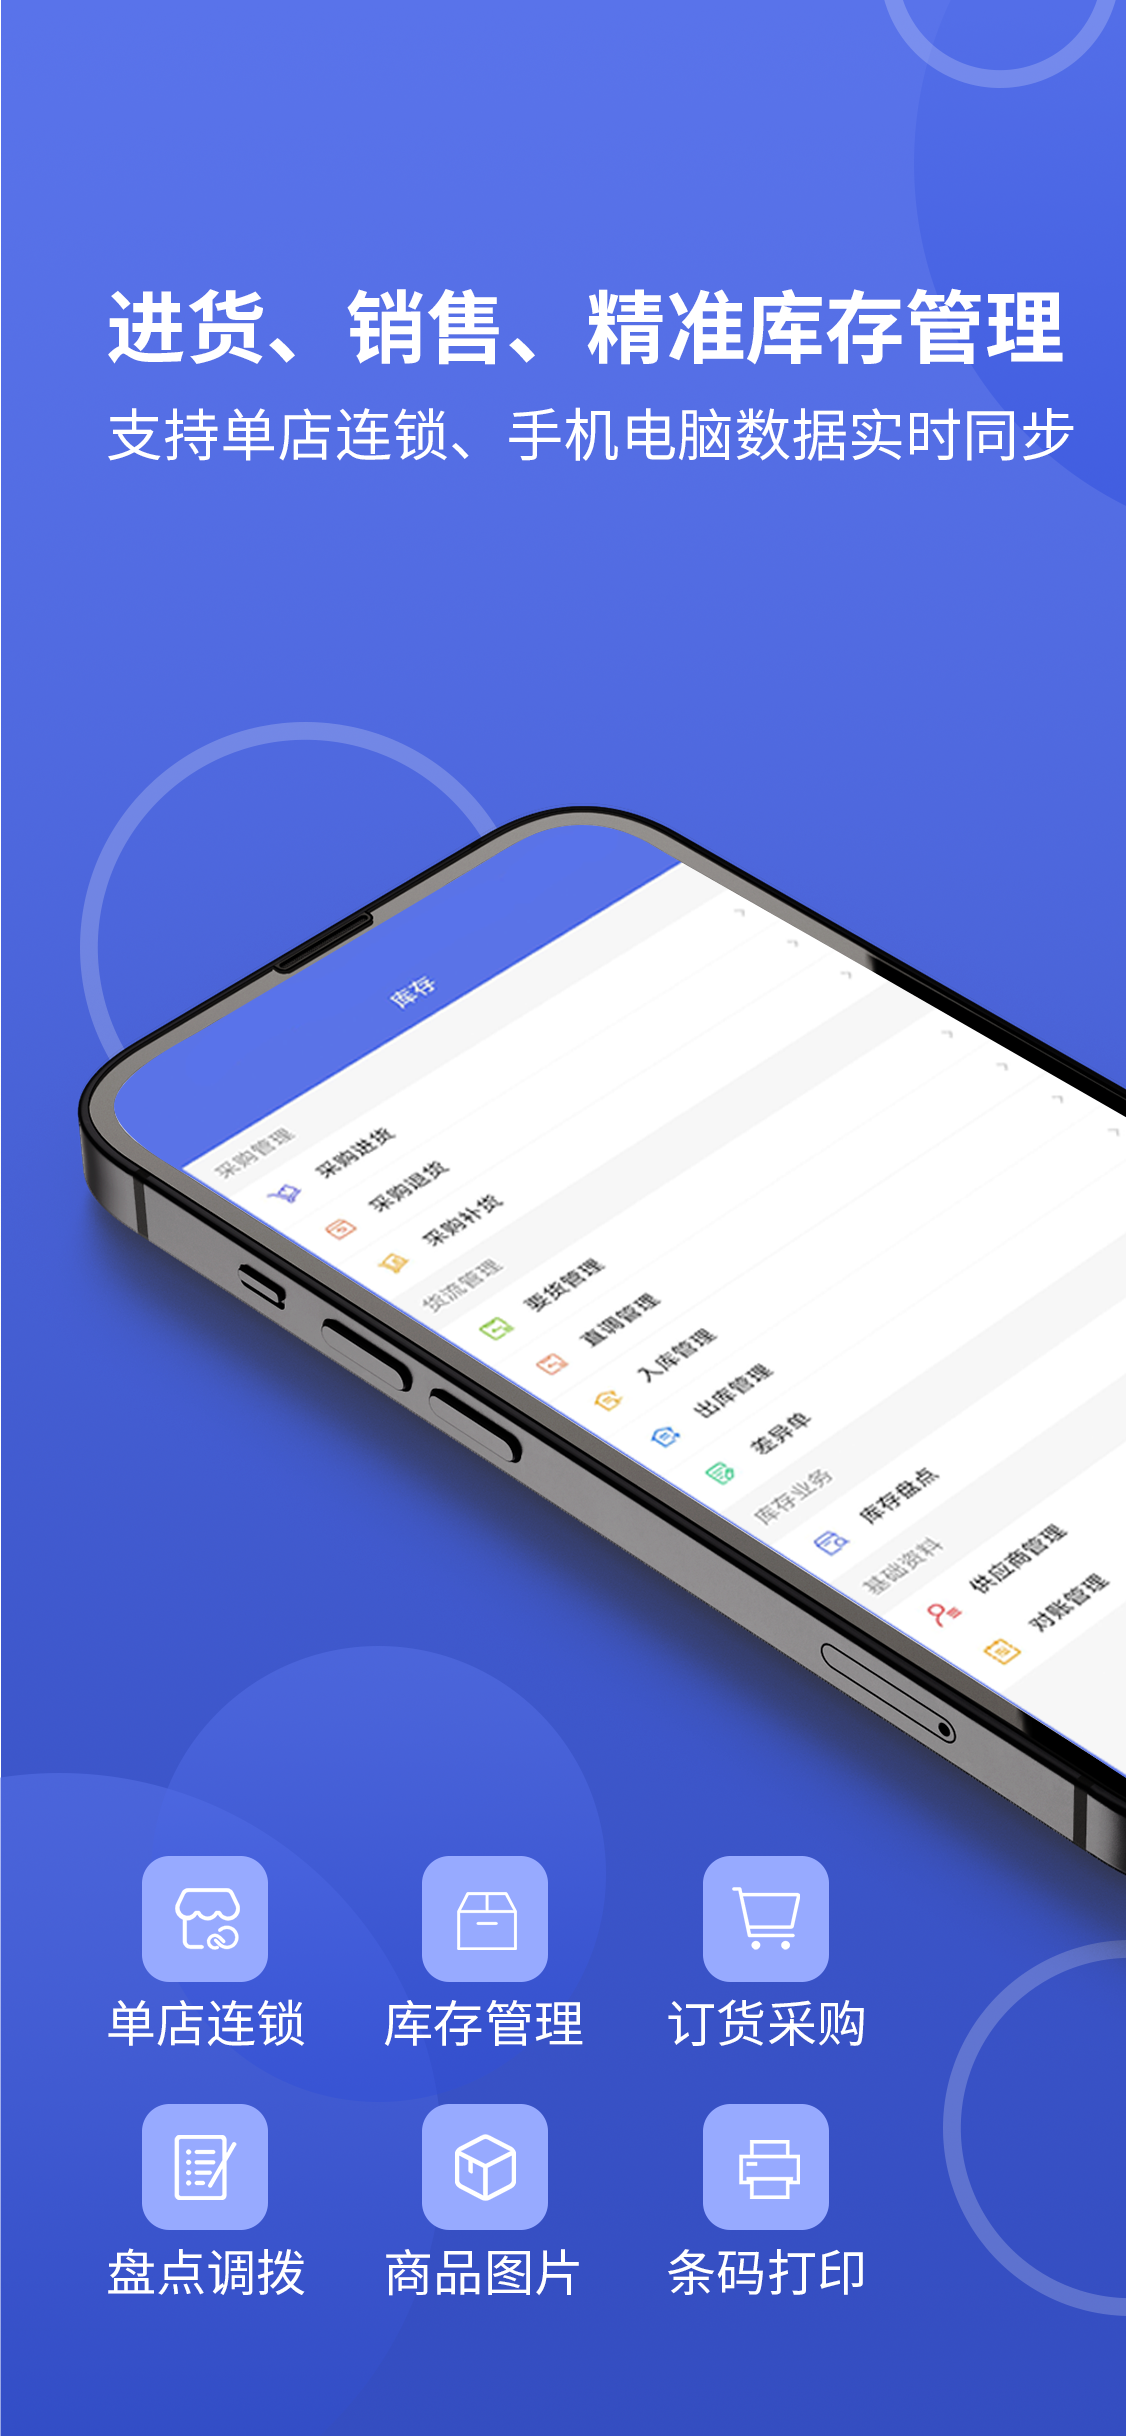 进货、销售、精准库存管理
支持单店连锁、手机电脑数据实时同步
库存
采购管理
采购进货
采购退货
采购补货
货流管理
要货管理
直调管理
入库管理
出库管理
差异单
库存业务
库存盘点
基础资料
供应商管理
对账管理
单店连锁
库存管理
订货采购
盘点调拨
商品图片
条码打印